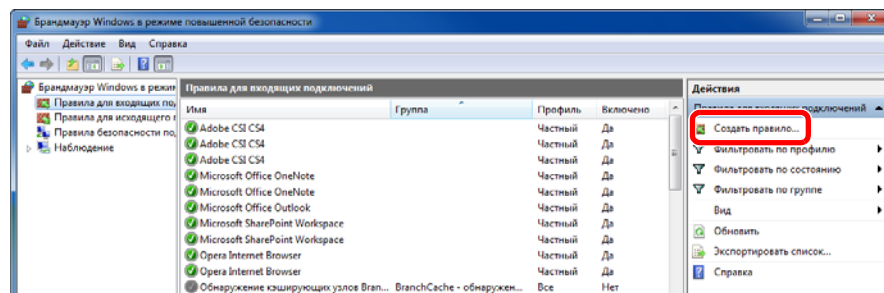 Брандмауэр Windows в режиме повышенной безопасности
Файл Действие Вид Справка
Брандмауэр Windows в режим
Правила для входящих по
Правила для исходящего
Правила безопасности по
Наблюдение
Правила для входящих подключений
Имя Группа Профиль Включено
Adobe CSI CS4 Частный Да
Adobe CSI CS4 Частный Да
Adobe CSI CS4 Частный Да
Microsoft Office OneNote Частный Да
Microsoft Office OneNote Частный Да
Microsoft Office Outlook Частный Да
Microsoft SharePoint Workspace Частный Да
Microsoft SharePoint Workspace Частный Да
Opera Internet Browser Частный Да
Opera Internet Browser Частный Да
Обнаружение кэширующих узлов Bran... BranchCache - обнаружен... Все Нет
Действия
Правила для входящих подключений
Создать правило...
Фильтровать по профилю
Фильтровать по состоянию
Фильтровать по группе
Вид
Обновить
Экспортировать список...
Справка